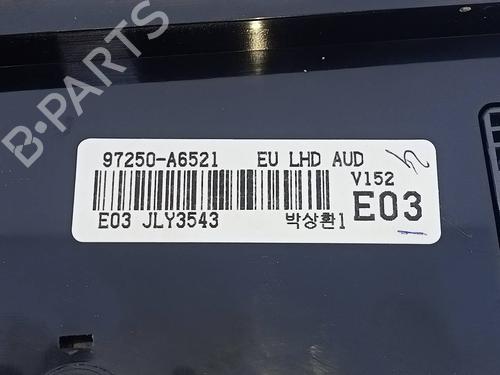 B-PARTS
97250-A6521 EU LHD AUD
V152
E03
E03 JLY3543 박상환1